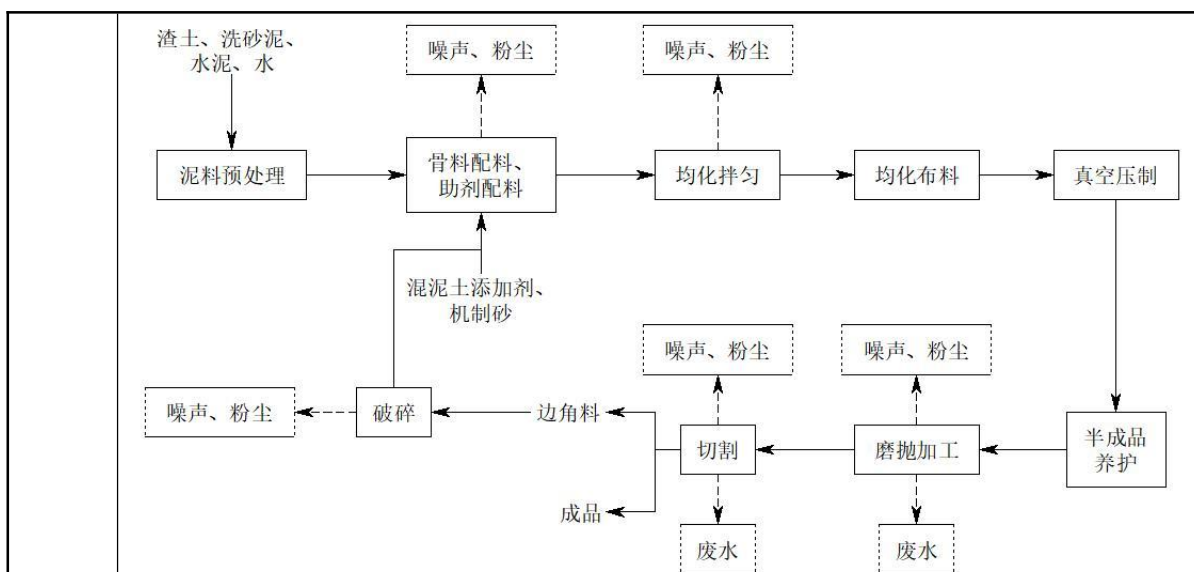 渣土、洗砂泥、
水泥、水
噪声、粉尘
噪声、粉尘
泥料预处理
骨料配料、
助剂配料
均化拌匀
均化布料
真空压制
混泥土添加剂、
机制砂
噪声、粉尘
噪声、粉尘
噪声、粉尘
破碎
边角料
切割
磨抛加工
半成品
养护
成品
废水
废水